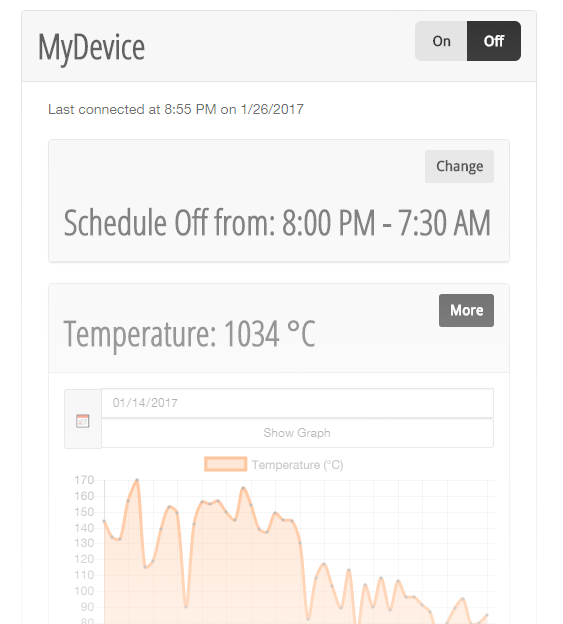 MyDevice
On Off
Last connected at 8:55 PM on 1/26/2017
Change
Schedule Off from: 8:00 PM - 7:30 AM
More
Temperature: 1034 °C
01/14/2017
Show Graph
Temperature (°C)
170
160
150
140
130
120
110
100
90
80